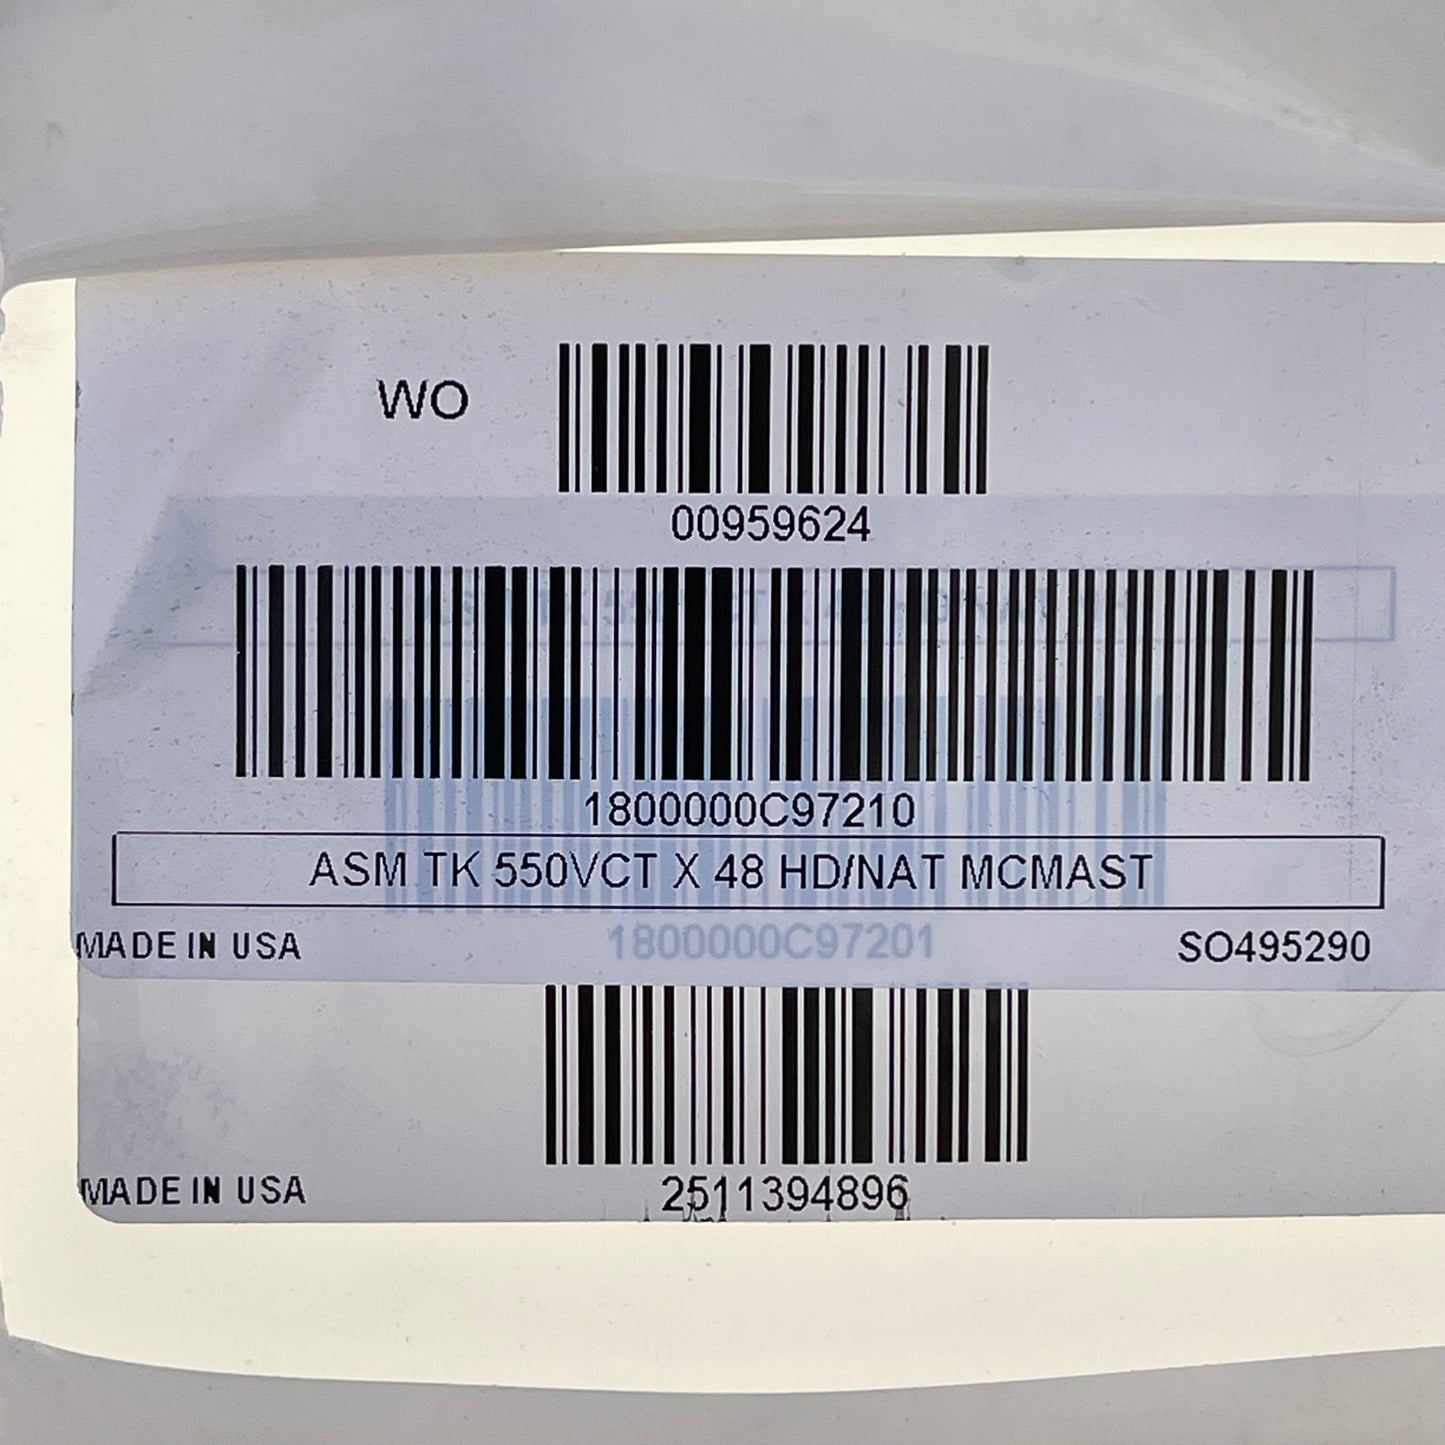 WO
00959624
1800000C97210
ASM TK 550VCT X 48 HD/NAT MCMAST
MADE IN USA
1800000C97201
SO495290
MADE IN USA
2511394896